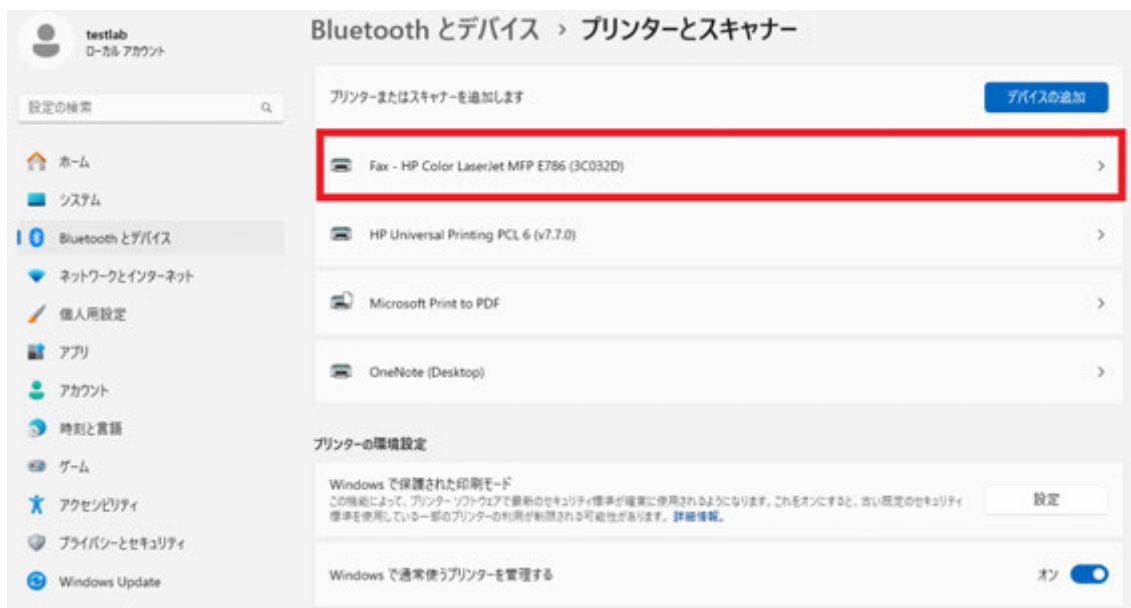 testlab
ローカル アカウント
設定の検索
ホーム
システム
Bluetooth とデバイス
ネットワークとインターネット
個人用設定
アプリ
アカウント
時刻と言語
ゲーム
アクセシビリティ
プライバシーとセキュリティ
Windows Update
Bluetooth とデバイス › プリンターとスキャナー
プリンターまたはスキャナーを追加します
デバイスの追加
Fax - HP Color LaserJet MFP E786 (3C032D)
HP Universal Printing PCL 6 (v7.7.0)
Microsoft Print to PDF
OneNote (Desktop)
プリンターの環境設定
Windows で保護された印刷モード
この機能によって、プリンター ソフトウェアで最新のセキュリティ標準が確実に使用されるようになります。これをオンにすると、古い既定のセキュリティ
標準を使用している一部のプリンターの利用が制限される可能性があります。詳細情報。
設定
Windows で通常使うプリンターを管理する
オン